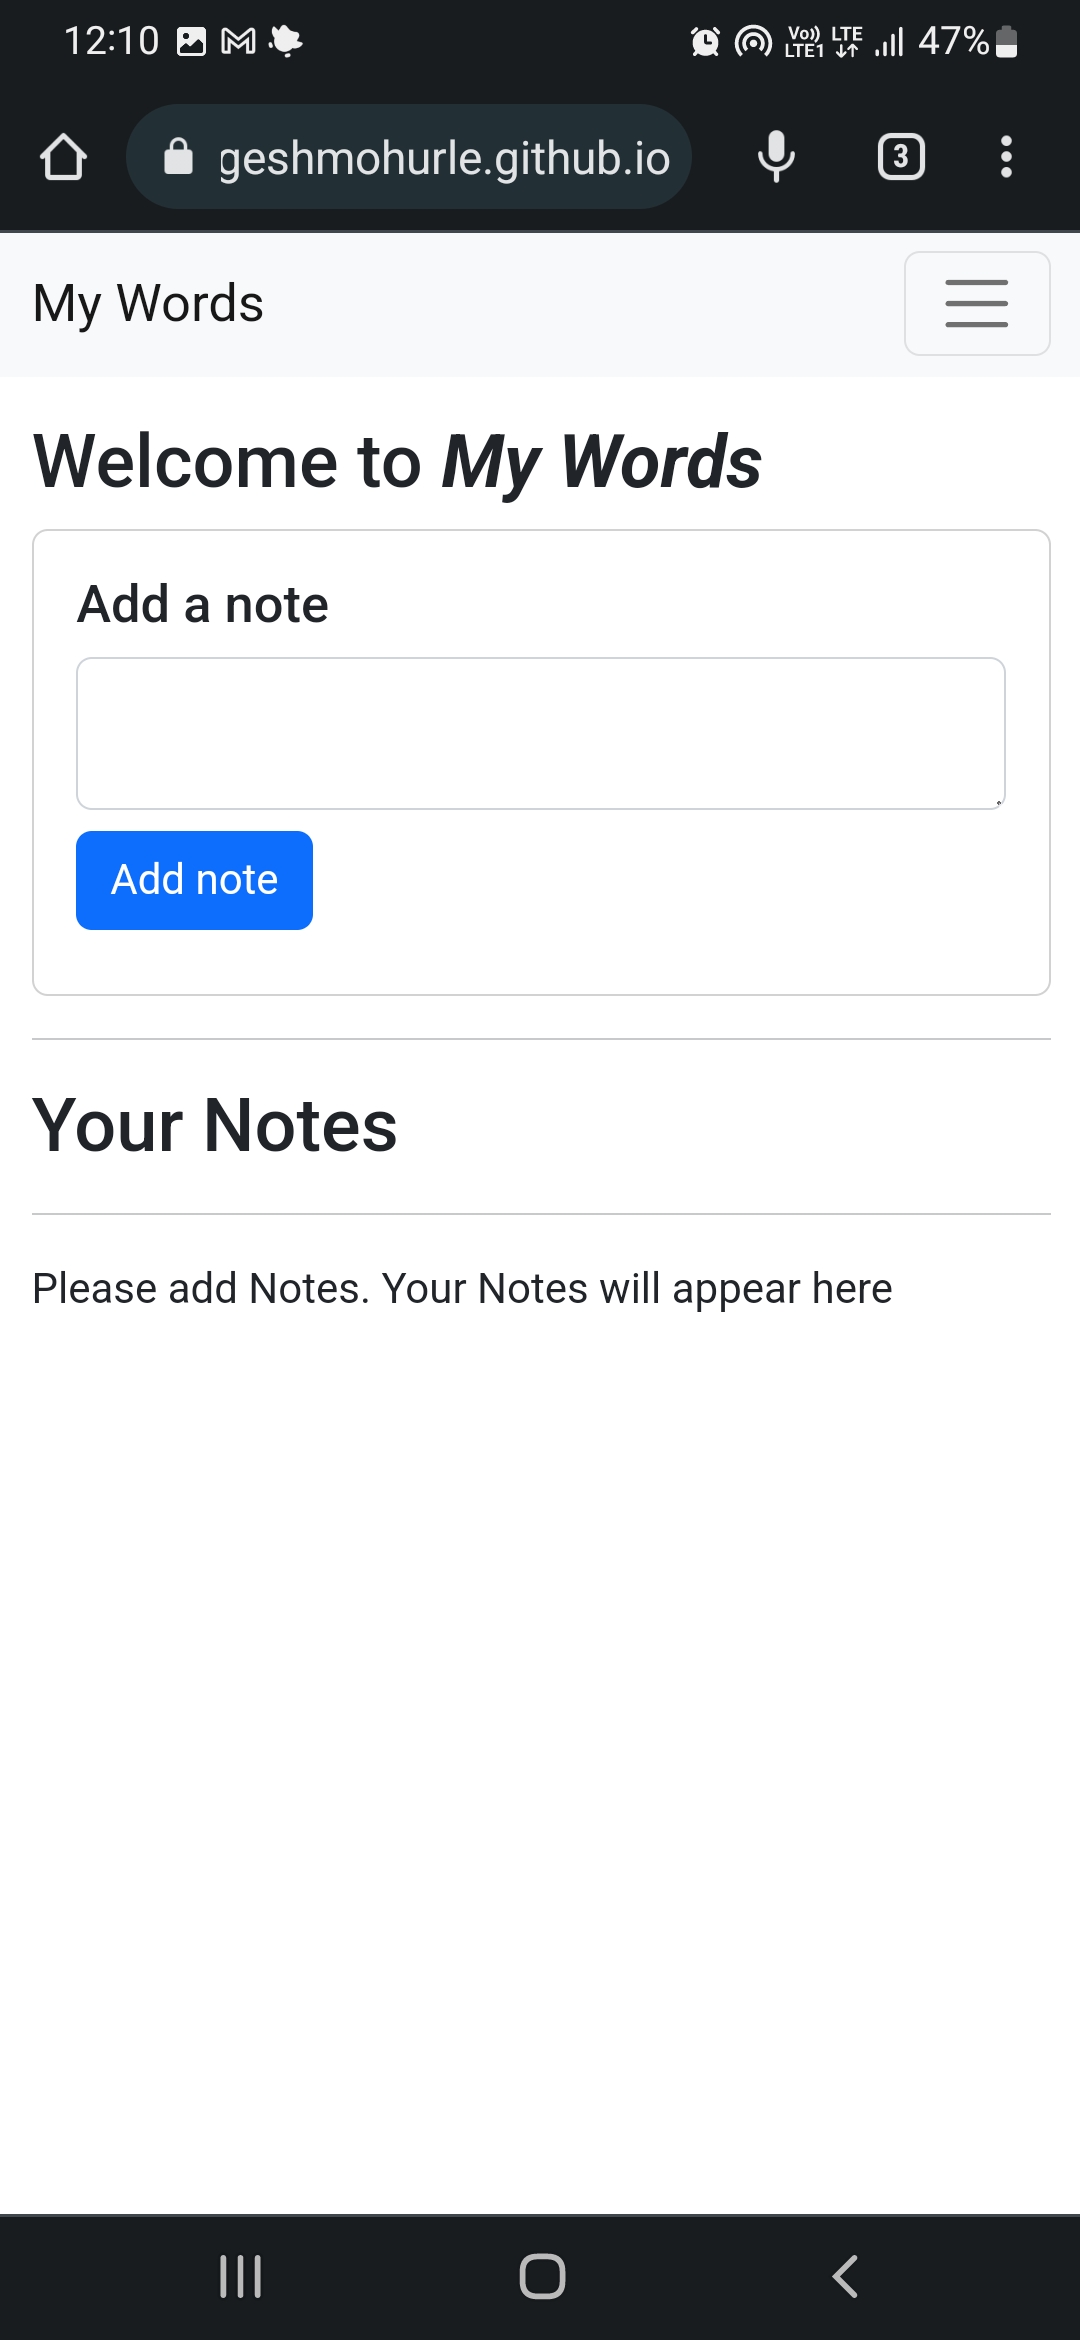 12:10 Vo)) LTE1 LTE 47%
geshmohurle.github.io 3
My Words
Welcome to My Words
Add a note
Add note
Your Notes
Please add Notes. Your Notes will appear here